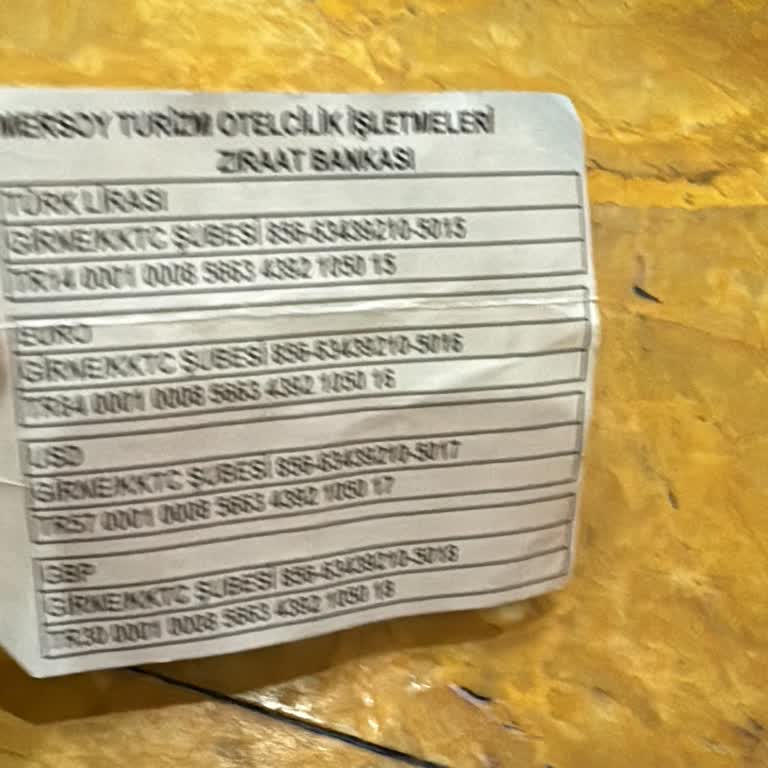 MERSOY TURİZM OTELCİLİK İŞLETMELERİ
ZIRAAT BANKASI
TÜRK LİRASI
GİRNE/KKTC ŞUBESİ 856-63439210-5015
TR14 0001 0008 5663 4392 1050 15
EURO
GİRNE/KKTC ŞUBESİ 856-63439210-5016
TR84 0001 0008 5663 4392 1050 16
USD
GİRNE/KKTC ŞUBESİ 856-63439210-5017
TR57 0001 0008 5663 4392 1050 17
GBP
GİRNE/KKTC ŞUBESİ 856-63439210-5018
TR30 0001 0008 5663 4392 1050 18